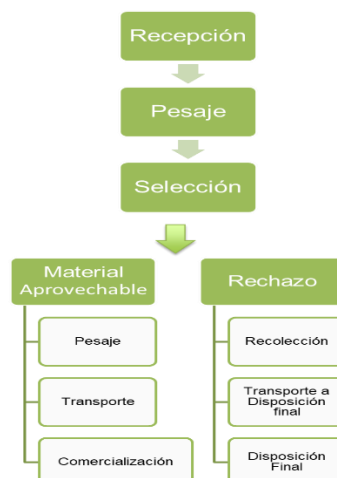 Recepción
Pesaje
Selección
Material
Aprovechable
Pesaje
Transporte
Comercialización
Rechazo
Recolección
Transporte a
Disposición
final
Disposición
Final